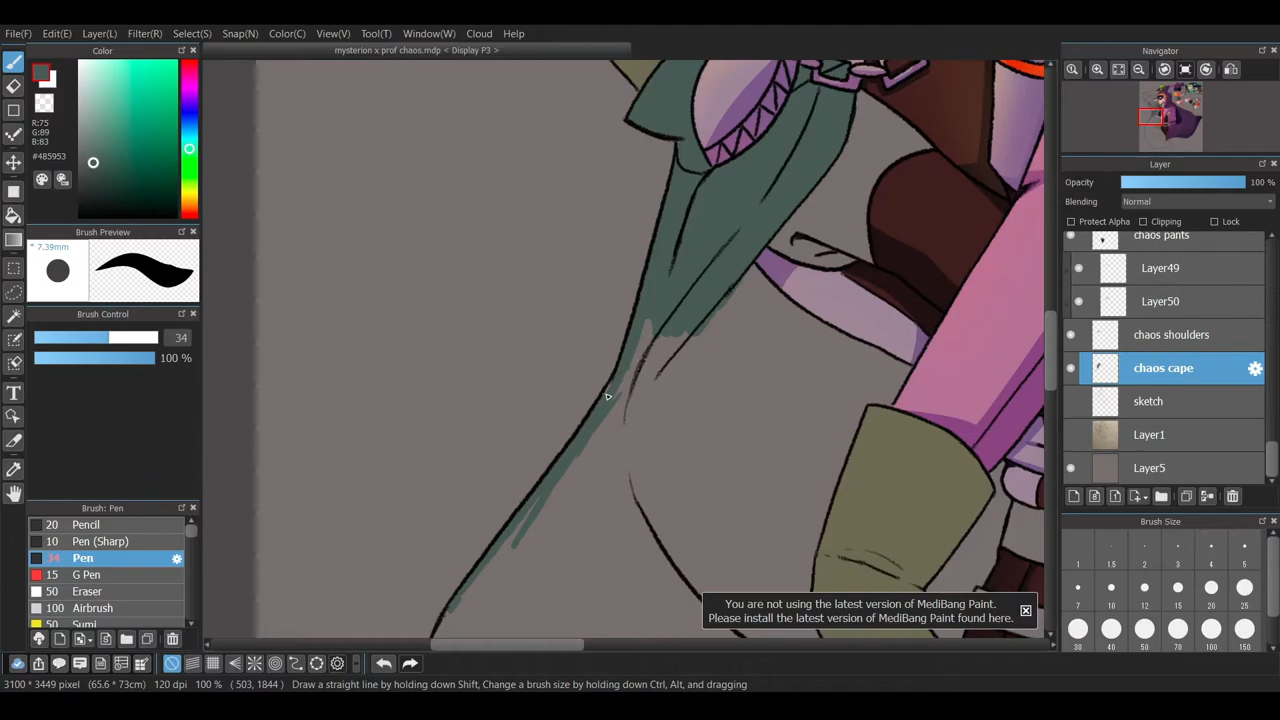 File(F) Edit(E) Layer(L) Filter(R) Select(S) Snap(N) Color(C) View(V) Tool(T) Window(W) Cloud Help
mysterion x prof chaos.mdp < Display P3 >
Color
R:75
G:89
B:83
#4B5953
Brush Preview
* 7.39mm
Brush Control
34
100 %
Brush: Pen
20 Pencil
10 Pen (Sharp)
34 Pen
15 G Pen
50 Eraser
100 Airbrush
50 Sumi
Navigator
Layer
Opacity 100 %
Blending Normal
Protect Alpha Clipping Lock
chaos pants
Layer49
Layer50
chaos shoulders
chaos cape
sketch
Layer1
Layer5
Brush Size
1 1.5 2 3 4 5
7 10 12 15 20 25
30 40 50 70 100 150
You are not using the latest version of MediBang Paint.
Please install the latest version of MediBang Paint found here.
3100 * 3449 pixel (65.6 * 73cm) 120 dpi 100 % ( 503, 1844 ) Draw a straight line by holding down Shift, Change a brush size by holding down Ctrl, Alt, and dragging